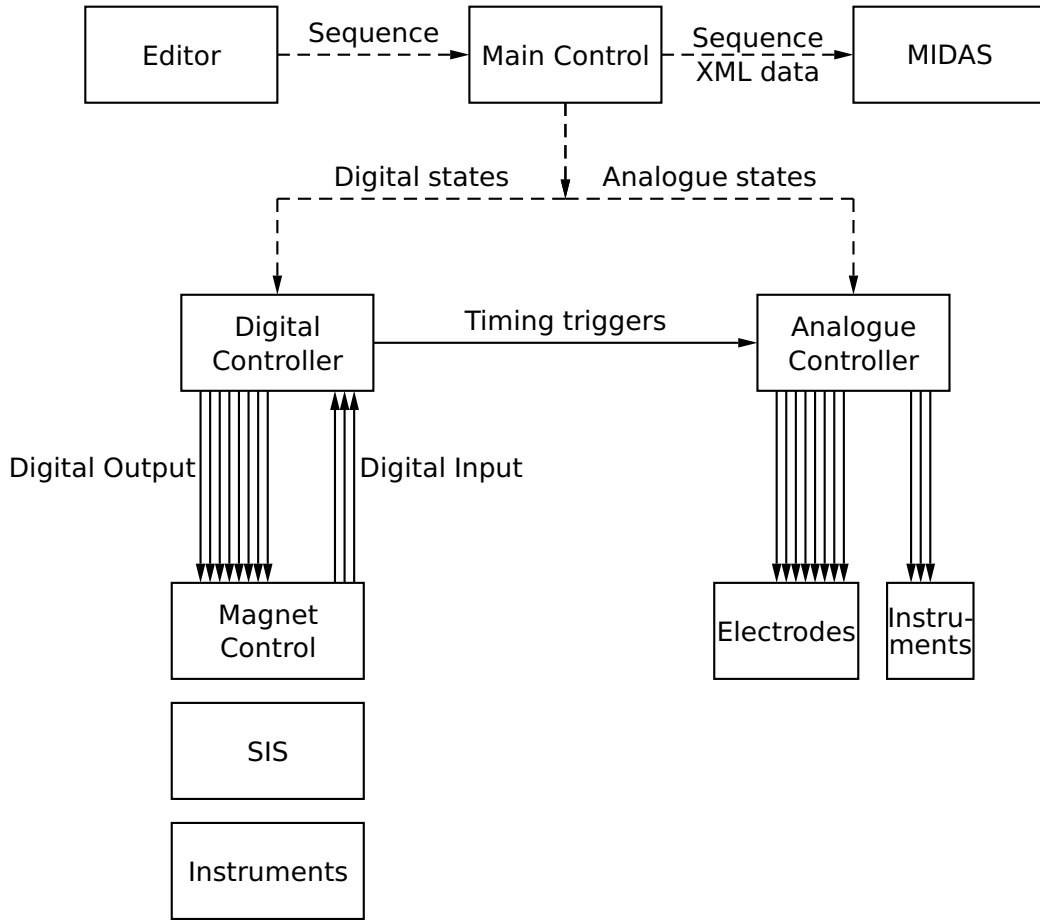 Editor
Sequence
Main Control
Sequence
XML data
MIDAS
Digital states
Analogue states
Digital
Controller
Timing triggers
Analogue
Controller
Digital Output
Digital Input
Magnet
Control
Electrodes
Instru-
ments
SIS
Instruments